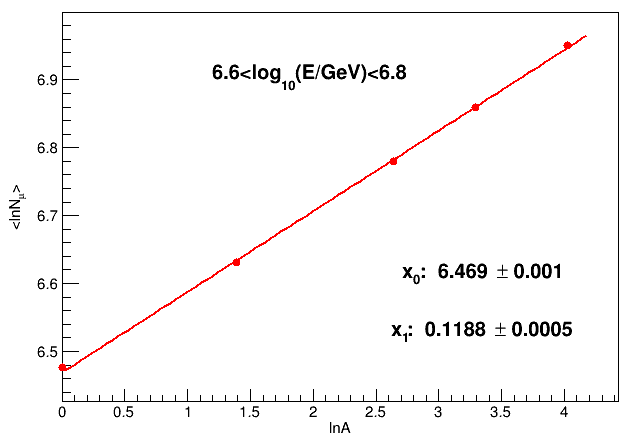 6.6<log10(E/GeV)<6.8
6.9
6.8
6.7
6.6
6.5
<lnNμ>
x0: 6.469 ±0.001
x1: 0.1188 ±0.0005
0 0.5 1 1.5 2 2.5 3 3.5 4
lnA